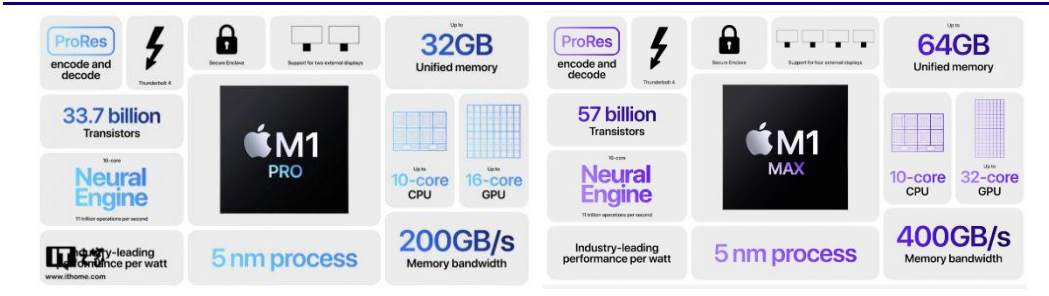 ProRes
encode and
decode
Thunderbolt 4
Secure Enclave
Support for two external displays
Up to
32GB
Unified memory
33.7 billion
Transistors
16-core
Neural
Engine
11 trillion operations per second
M1
PRO
Up to
10-core
CPU
Up to
16-core
GPU
Industry-leading
performance per watt
IT
www.ithome.com
5 nm process
200GB/s
Memory bandwidth
ProRes
encode and
decode
Thunderbolt 4
Secure Enclave
Support for four external displays
Up to
64GB
Unified memory
57 billion
Transistors
16-core
Neural
Engine
11 trillion operations per second
M1
MAX
10-core
CPU
Up to
32-core
GPU
Industry-leading
performance per watt
5 nm process
400GB/s
Memory bandwidth